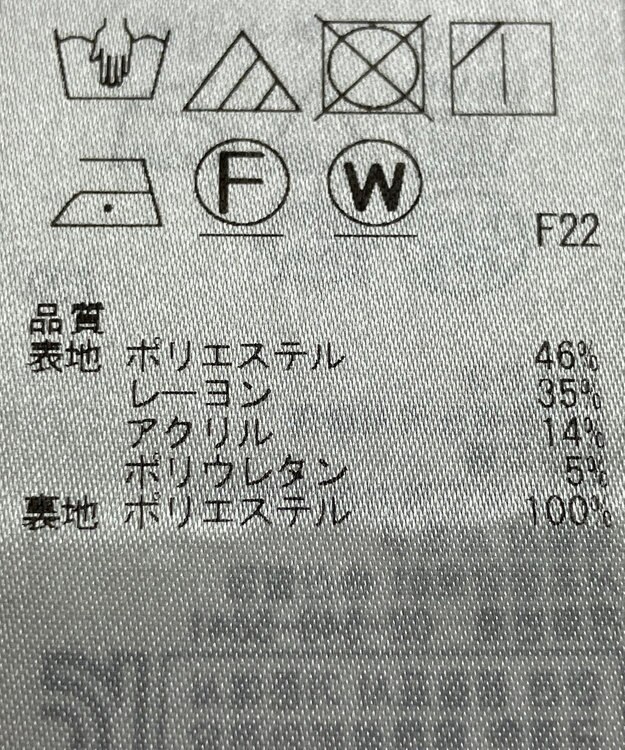 F W
F22
品質
表地 ポリエステル 46%
レーヨン 35%
アクリル 14%
ポリウレタン 5%
裏地 ポリエステル 100%